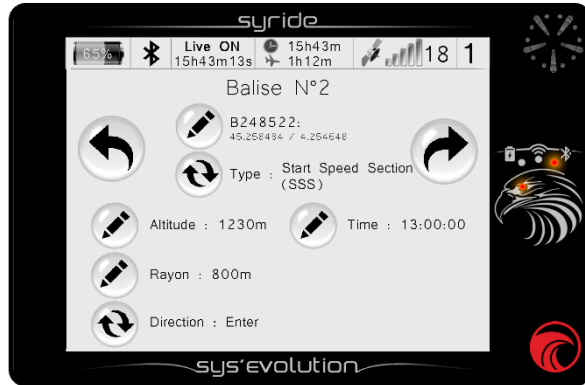 syride
65% Live ON 15h43m 18 1
15h43m13s 1h12m
Balise N°2
B248522:
45.258484 / 4.254648
Type : Start Speed Section
(SSS)
Altitude : 1230m Time : 13:00:00
Rayon : 800m
Direction : Enter
sys'evolution